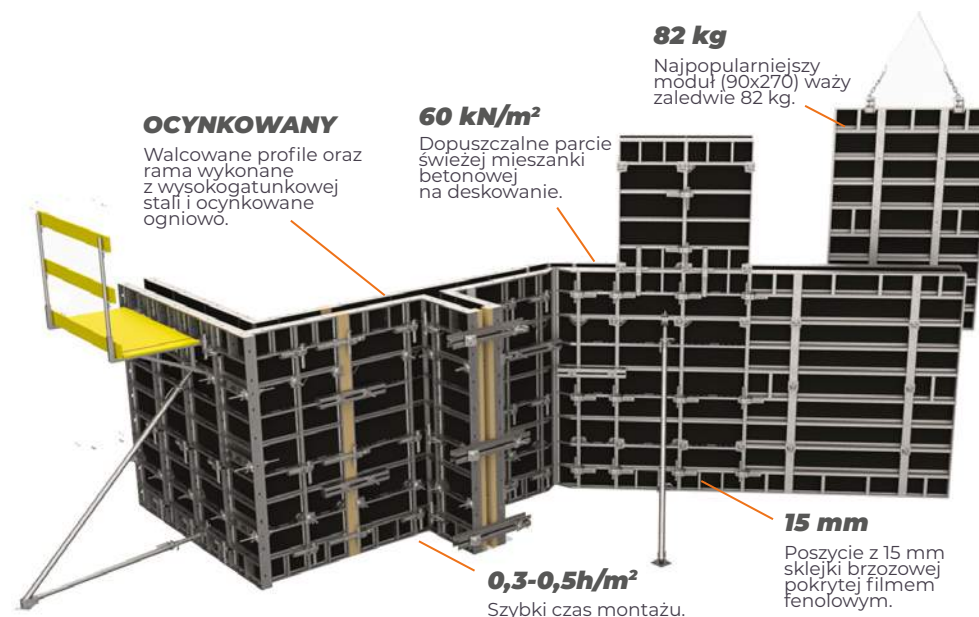 82 kg
Najpopularniejszy
moduł (90x270) waży
zaledwie 82 kg.
OCYNKOWANY
Walcowane profile oraz
rama wykonane
z wysokogatunkowej
stali i ocynkowane
ogniowo.
60 kN/m²
Dopuszczalne parcie
świeżej mieszanki
betonowej
na deskowanie.
15 mm
Poszycie z 15 mm
sklejki brzozowej
pokrytej filmem
fenolowym.
0,3-0,5h/m²
Szybki czas montażu.